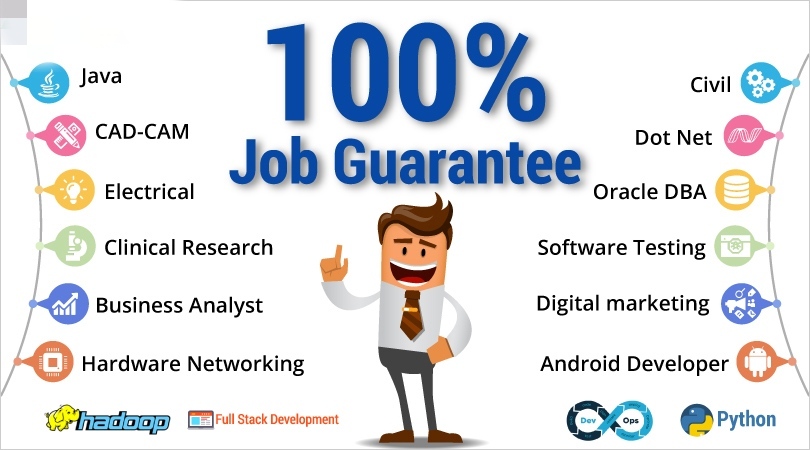 100%
Job Guarantee
Java
CAD-CAM
Electrical
Clinical Research
Business Analyst
Hardware Networking
Civil
Dot Net
Oracle DBA
Software Testing
Digital marketing
Android Developer
hadoop
Full Stack Development
Dev Ops
Python